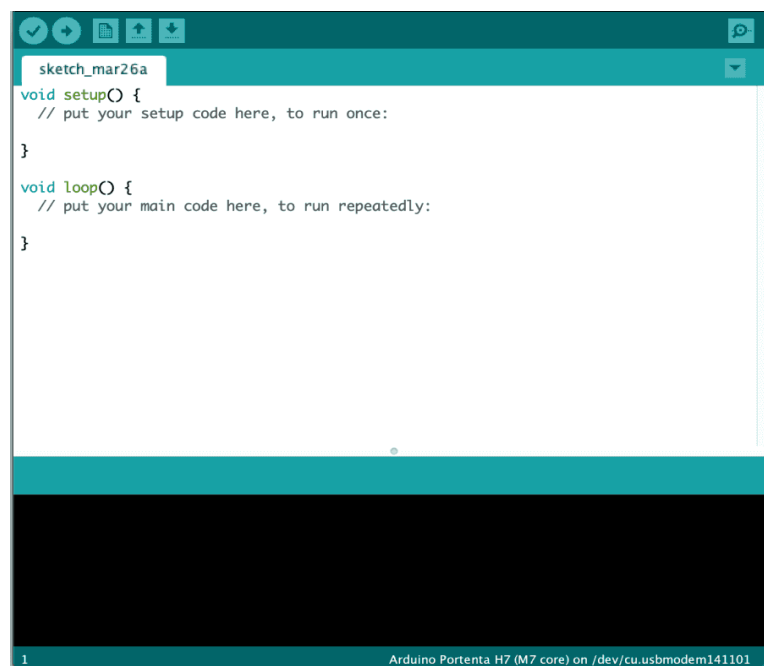 sketch_mar26a
void setup() {
// put your setup code here, to run once:
}
void loop() {
// put your main code here, to run repeatedly:
}
1
Arduino Portenta H7 (M7 core) on /dev/cu.usbmodem141101